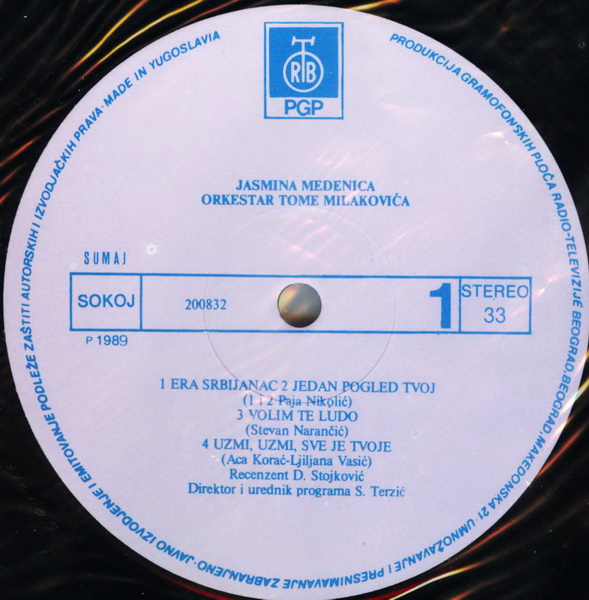 RTB
PGP
PRODUKCIJA GRAMOFONSKIH PLOČA RADIO-TELEVIZIJE BEOGRAD, BEOGRAD, MAKEDONSKA 21 · UMNOŽAVANJE I PRESNIMAVANJE ZABRANJENO · JAVNO IZVODJENJE I EMITOVANJE PODLEŽE ZAŠTITI AUTORSKIH I IZVODJAČKIH PRAVA · MADE IN YUGOSLAVIA
JASMINA MEDENICA
ORKESTAR TOME MILAKOVIĆA
SUMAJ
SOKOJ
200832
1
STEREO
33
P 1989
1 ERA SRBIJANAC 2 JEDAN POGLED TVOJ
(1 i 2 Paja Nikolić)
3 VOLIM TE LUDO
(Stevan Narančić)
4 UZMI, UZMI, SVE JE TVOJE
(Aca Korać-Ljiljana Vasić)
Recenzent D. Stojković
Direktor i urednik programa S. Terzić